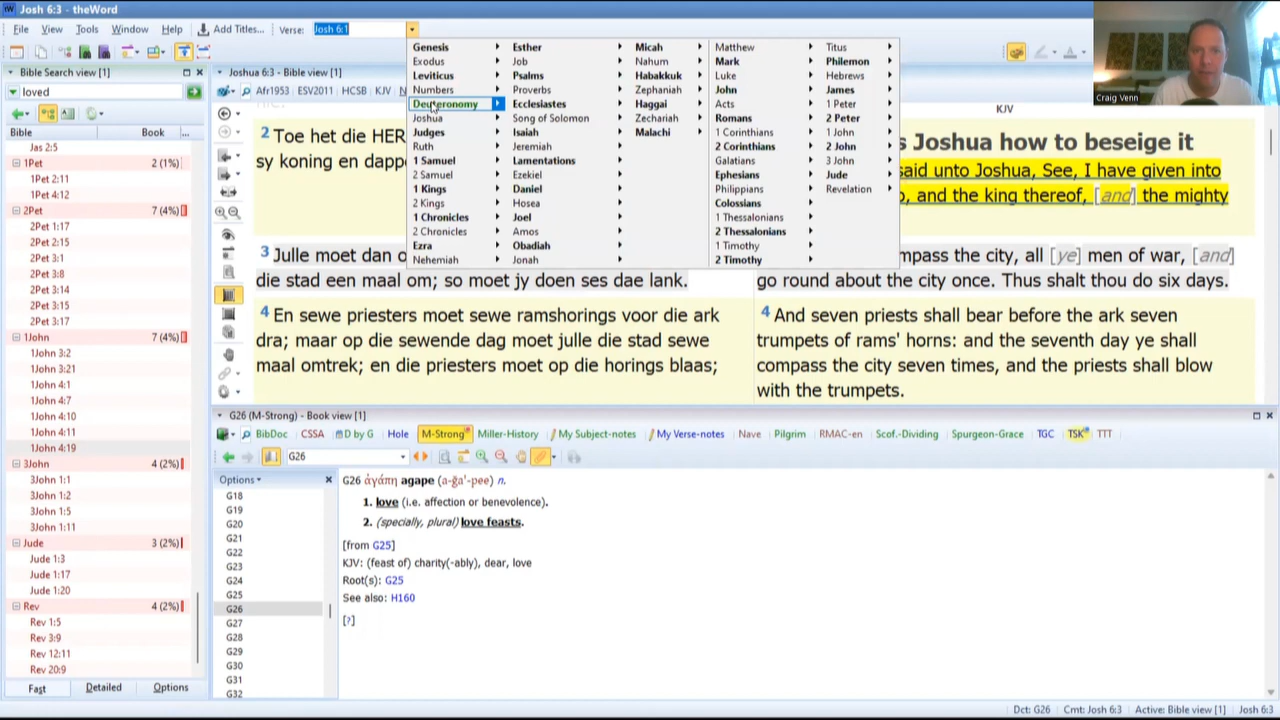 Josh 6:1 - theWord
File View Tools Window Help Add Titles... Verse: Josh 6:1
Craig Venn
Genesis Esther Micah Matthew Titus
Exodus Job Nahum Mark Philemon
Leviticus Psalms Habakkuk Luke Hebrews
Numbers Proverbs Zephaniah John James
Deuteronomy Ecclesiastes Haggai Acts 1 Peter
Joshua Song of Solomon Zechariah Romans 2 Peter
Judges Isaiah Malachi 1 Corinthians 1 John
Ruth Jeremiah 2 Corinthians 2 John
1 Samuel Lamentations Galatians 3 John
2 Samuel Ezekiel Ephesians Jude
1 Kings Daniel Philippians Revelation
2 Kings Hosea Colossians
1 Chronicles Joel 1 Thessalonians
2 Chronicles Amos 2 Thessalonians
Ezra Obadiah 1 Timothy
Nehemiah Jonah 2 Timothy
Bible Search view [1]
loved
Bible Book ...
Jas 2:5
1Pet 2 (1%)
1Pet 2:11
1Pet 4:12
2Pet 7 (4%)
2Pet 1:17
2Pet 2:15
2Pet 3:1
2Pet 3:8
2Pet 3:14
2Pet 3:15
2Pet 3:17
1John 7 (4%)
1John 3:2
1John 3:21
1John 4:1
1John 4:7
1John 4:10
1John 4:11
1John 4:19
3John 4 (2%)
3John 1:1
3John 1:2
3John 1:5
3John 1:11
Jude 3 (2%)
Jude 1:3
Jude 1:17
Jude 1:20
Rev 4 (2%)
Rev 1:5
Rev 3:9
Rev 12:11
Rev 20:9
Fast Detailed Options
Joshua 6:3 - Bible view [1]
Afr1953 ESV2011 HCSB KJV
2 Toe het die HER
sy koning en dapp
3 Julle moet dan o
die stad een maal om; so moet jy doen ses dae lank.
4 En sewe priesters moet sewe ramshorings voor die ark
dra; maar op die sewende dag moet julle die stad sewe
maal omtrek; en die priesters moet op die horings blaas;
KJV
s Joshua how to beseige it
said unto Joshua, See, I have given into
o, and the king thereof, [and] the mighty
mpass the city, all [ye] men of war, [and]
go round about the city once. Thus shalt thou do six days.
4 And seven priests shall bear before the ark seven
trumpets of rams' horns: and the seventh day ye shall
compass the city seven times, and the priests shall blow
with the trumpets.
G26 (M-Strong) - Book view [1]
BibDoc CSSA D by G Hole M-Strong Miller-History My Subject-notes My Verse-notes Nave Pilgrim RMAC-en Scof.-Dividing Spurgeon-Grace TGC TSK TTT
G26
Options
G18
G19
G20
G21
G22
G23
G24
G25
G26
G27
G28
G29
G30
G31
G32
G26 ἀγάπη agape (a-ğa'-pee) n.
1. love (i.e. affection or benevolence).
2. (specially, plural) love feasts.
[from G25]
KJV: (feast of) charity(-ably), dear, love
Root(s): G25
See also: H160
[?]
Dct: G26 Cmt: Josh 6:3 Active: Bible view [1] Josh 6:3